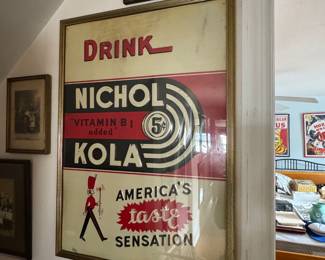 DRINK
NICHOL
"VITAMIN B1
added"
5¢
KOLA
AMERICA'S
taste
SENSATION